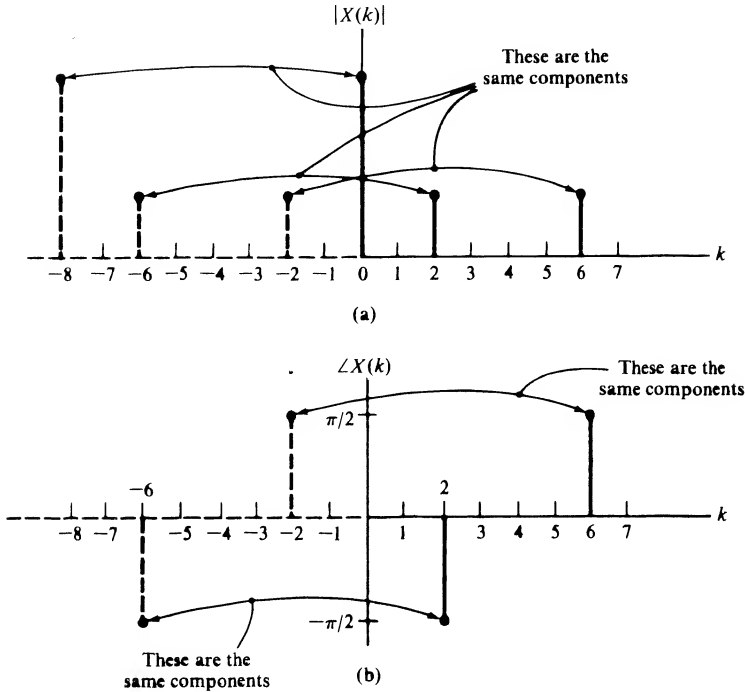 |X(k)|
These are the
same components
−8 −7 −6 −5 −4 −3 −2 −1 0 1 2 3 4 5 6 7 k
(a)
∠X(k)
These are the
same components
π/2
−6 2
−8 −7 −5 −4 −3 −2 −1 1 3 4 5 6 7 k
−π/2
These are the
same components
(b)